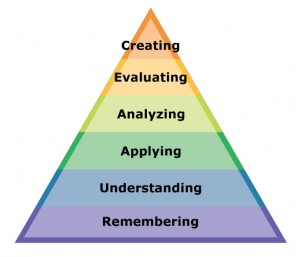 Creating
Evaluating
Analyzing
Applying
Understanding
Remembering